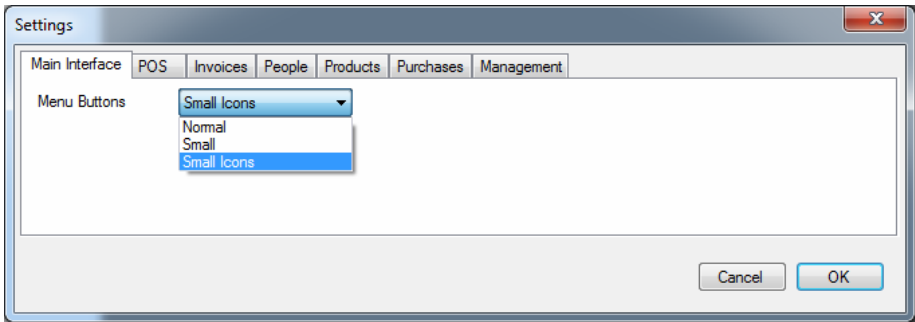 Settings
Main Interface POS Invoices People Products Purchases Management
Menu Buttons Small Icons
Normal
Small
Small Icons
Cancel OK